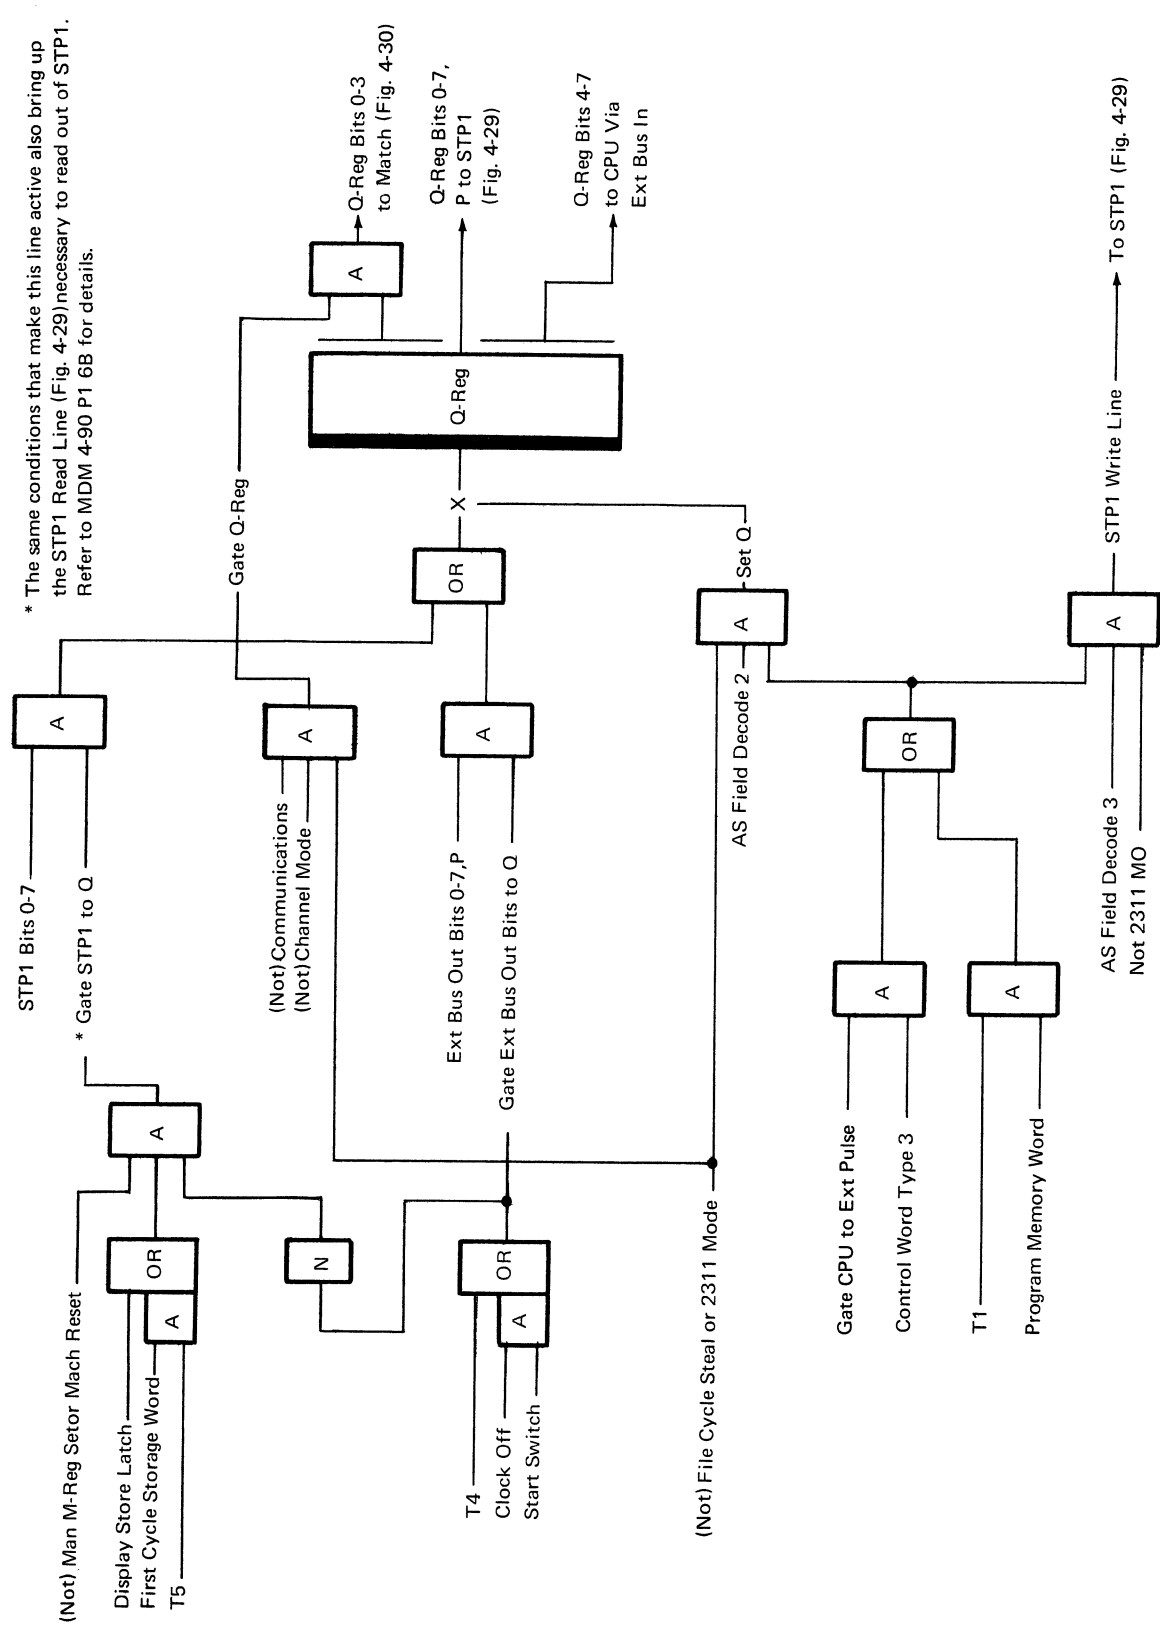 * The same conditions that make this line active also bring up
the STP1 Read Line (Fig. 4-29) necessary to read out of STP1.
Refer to MDM 4-90 P1 6B for details.
STP1 Bits 0-7
* Gate STP1 to Q
A
(Not) Man M-Reg Setor Mach Reset
Display Store Latch
First Cycle Storage Word
T5
OR
A
A
N
(Not) Communications
(Not) Channel Mode
A
Gate Q-Reg
A
Q-Reg Bits 0-3
to Match (Fig. 4-30)
Q-Reg Bits 0-7,
P to STP1
(Fig. 4-29)
Q-Reg Bits 4-7
to CPU Via
Ext Bus In
Q-Reg
X
OR
Ext Bus Out Bits 0-7,P
Gate Ext Bus Out Bits to Q
A
T4
Clock Off
Start Switch
OR
A
(Not) File Cycle Steal or 2311 Mode
AS Field Decode 2
A
Set Q
Gate CPU to Ext Pulse
Control Word Type 3
A
T1
Program Memory Word
A
OR
AS Field Decode 3
Not 2311 MO
A
STP1 Write Line
To STP1 (Fig. 4-29)